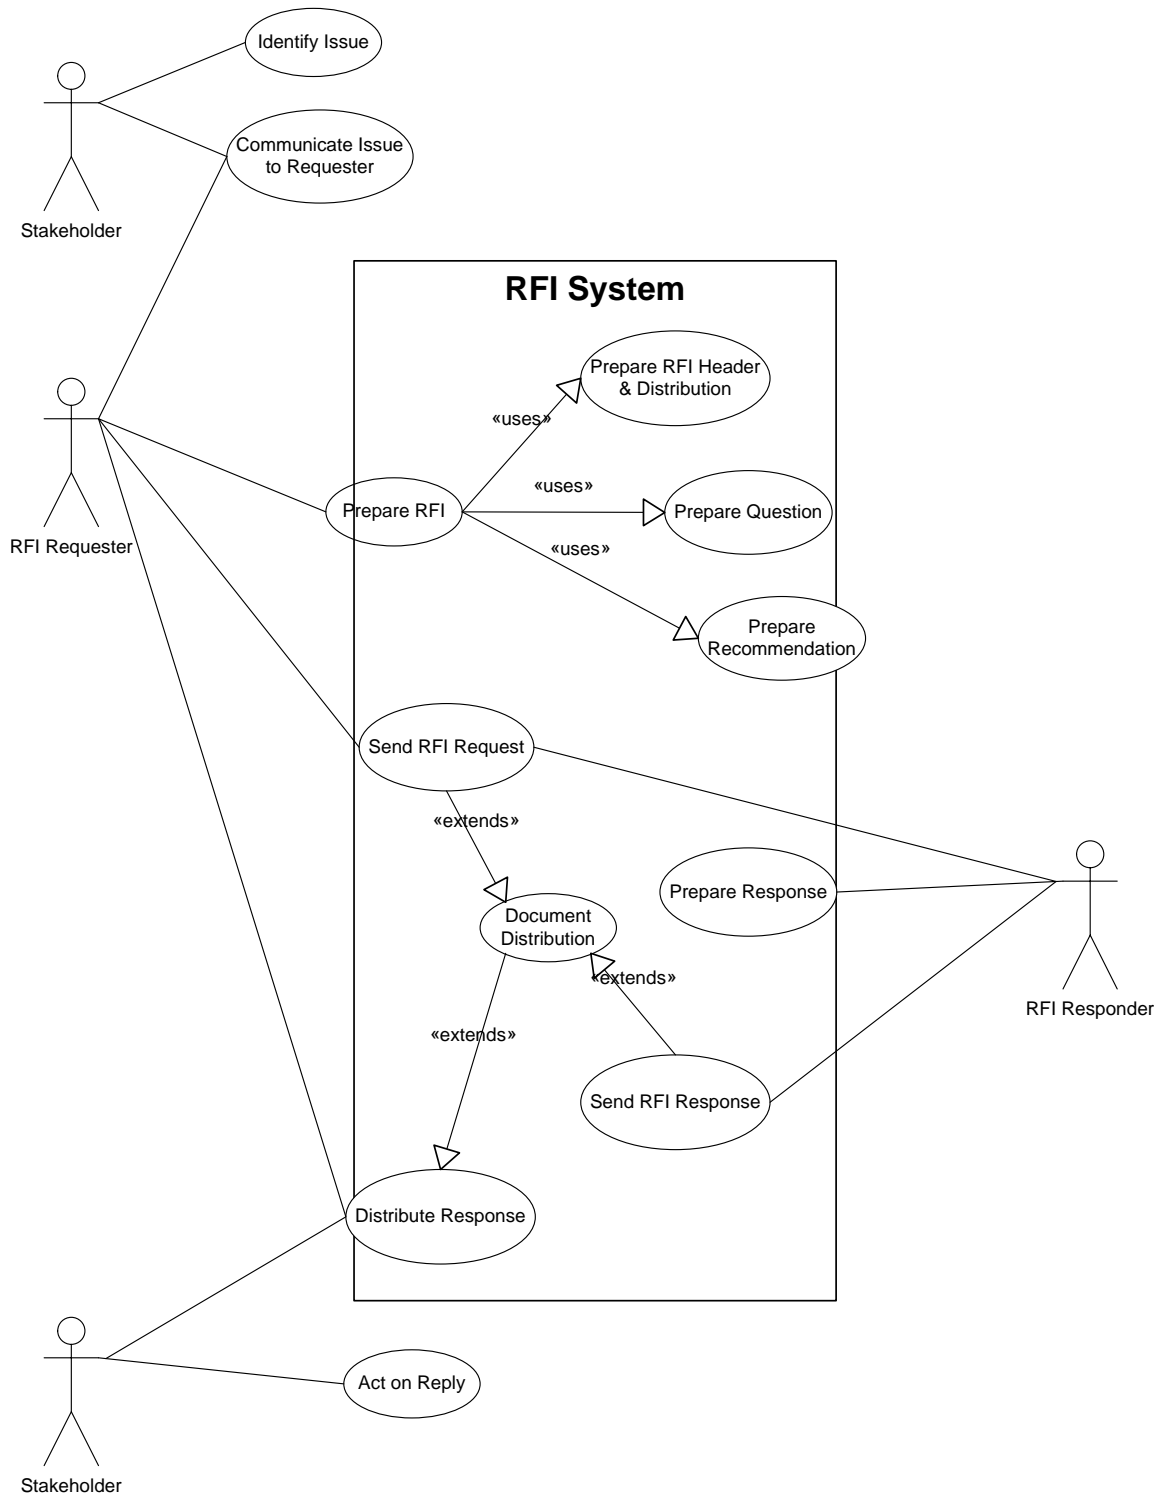 Identify Issue
Communicate Issue
to Requester
Stakeholder
RFI System
Prepare RFI Header
& Distribution
«uses»
«uses»
Prepare RFI
Prepare Question
RFI Requester
«uses»
Prepare
Recommendation
Send RFI Request
«extends»
Prepare Response
Document
Distribution
«extends»
RFI Responder
«extends»
Send RFI Response
Distribute Response
Act on Reply
Stakeholder